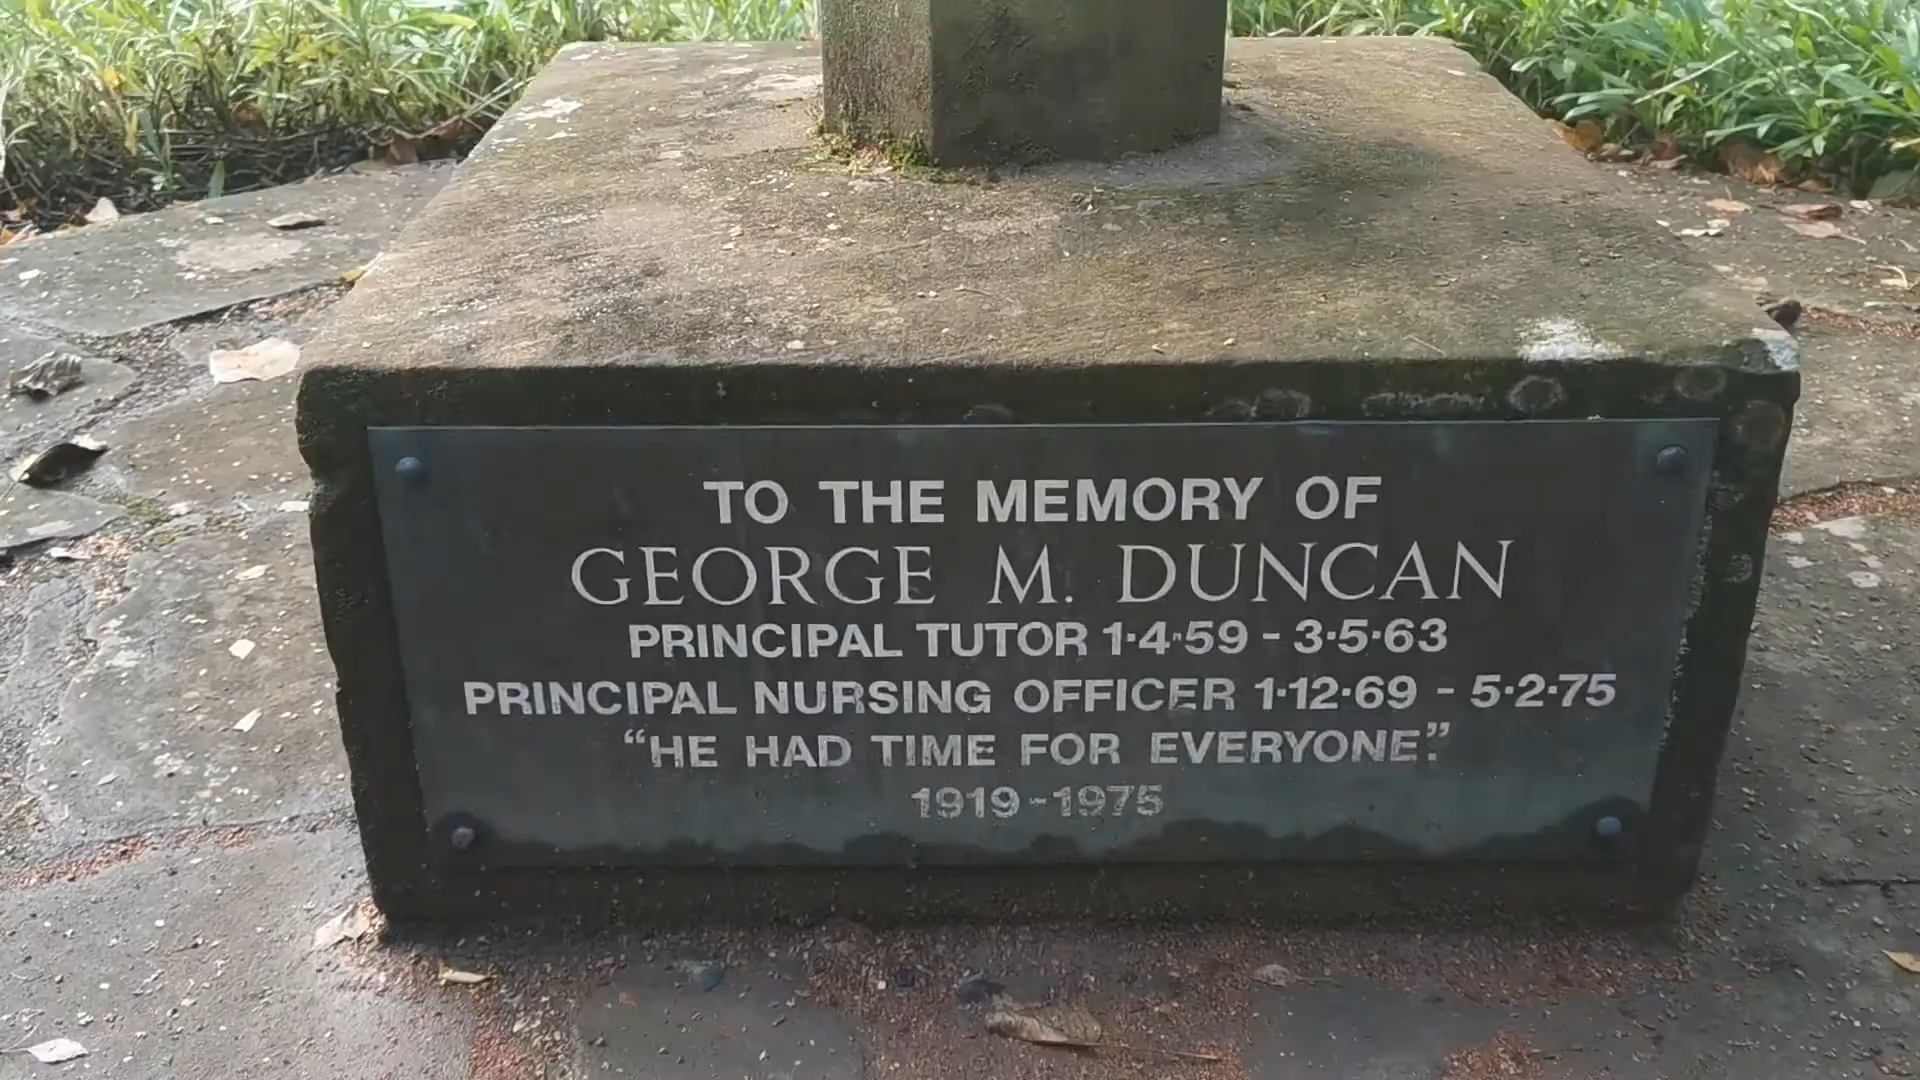 TO THE MEMORY OF
GEORGE M. DUNCAN
PRINCIPAL TUTOR 1·4·59 - 3·5·63
PRINCIPAL NURSING OFFICER 1·12·69 - 5·2·75
“HE HAD TIME FOR EVERYONE.”
1919-1975